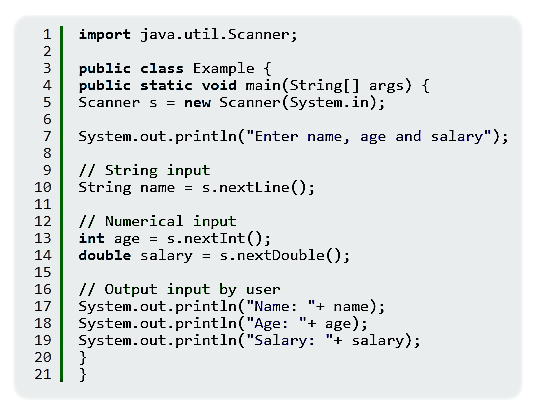 1 import java.util.Scanner;
2
3 public class Example {
4 public static void main(String[] args) {
5 Scanner s = new Scanner(System.in);
6
7 System.out.println("Enter name, age and salary");
8
9 // String input
10 String name = s.nextLine();
11
12 // Numerical input
13 int age = s.nextInt();
14 double salary = s.nextDouble();
15
16 // Output input by user
17 System.out.println("Name: "+ name);
18 System.out.println("Age: "+ age);
19 System.out.println("Salary: "+ salary);
20 }
21 }